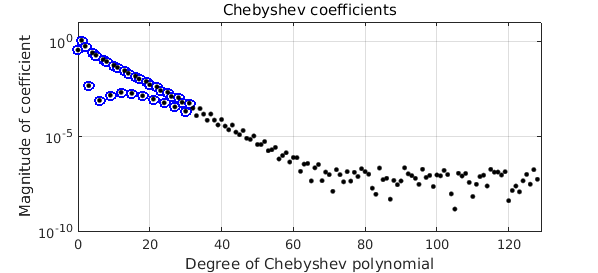 Chebyshev coefficients
Magnitude of coefficient
10^0
10^-5
10^-10
0 20 40 60 80 100 120
Degree of Chebyshev polynomial